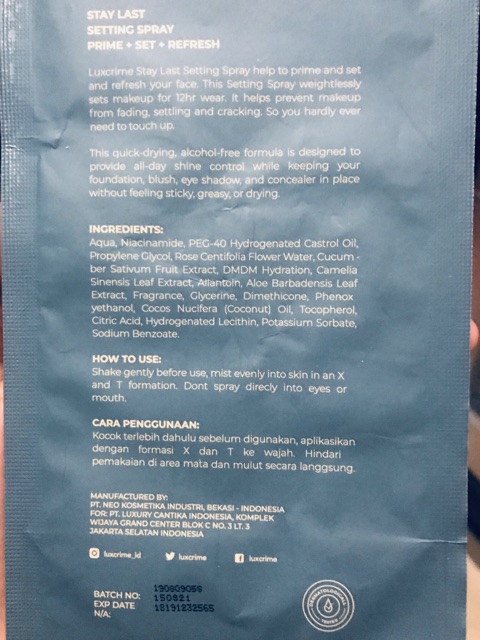 STAY LAST
SETTING SPRAY
PRIME + SET + REFRESH
Luxcrime Stay Last Setting Spray help to prime and set
and refresh your face. This Setting Spray weightlessly
sets makeup for 12hr wear. It helps prevent makeup
from fading, settling and cracking. So you hardly ever
need to touch up.
This quick-drying, alcohol-free formula is designed to
provide all-day shine control while keeping your
foundation, blush, eye shadow, and concealer in place
without feeling sticky, greasy, or drying.
INGREDIENTS:
Aqua, Niacinamide, PEG-40 Hydrogenated Castrol Oil,
Propylene Glycol, Rose Centifolia Flower Water, Cucum -
ber Sativum Fruit Extract, DMDM Hydration, Camelia
Sinensis Leaf Extract, Allantoin, Aloe Barbadensis Leaf
Extract, Fragrance, Glycerine, Dimethicone, Phenox
yethanol, Cocos Nucifera (Coconut) Oil, Tocopherol,
Citric Acid, Hydrogenated Lecithin, Potassium Sorbate,
Sodium Benzoate.
HOW TO USE:
Shake gently before use, mist evenly into skin in an X
and T formation. Dont spray direcly into eyes or
mouth.
CARA PENGGUNAAN:
Kocok terlebih dahulu sebelum digunakan, aplikasikan
dengan formasi X dan T ke wajah. Hindari
pemakaian di area mata dan mulut secara langgsung.
MANUFACTURED BY:
PT. NEO KOSMETIKA INDUSTRI, BEKASI - INDONESIA
FOR: PT. LUXURY CANTIKA INDONESIA, KOMPLEK
WIJAYA GRAND CENTER BLOK C NO. 3 LT. 3
JAKARTA SELATAN INDONESIA
luxcrime_id luxcrime luxcrime
BATCH NO: 190809058
EXP DATE 150821
N/A: 18191232565
DERMATOLOGICALLY
TESTED